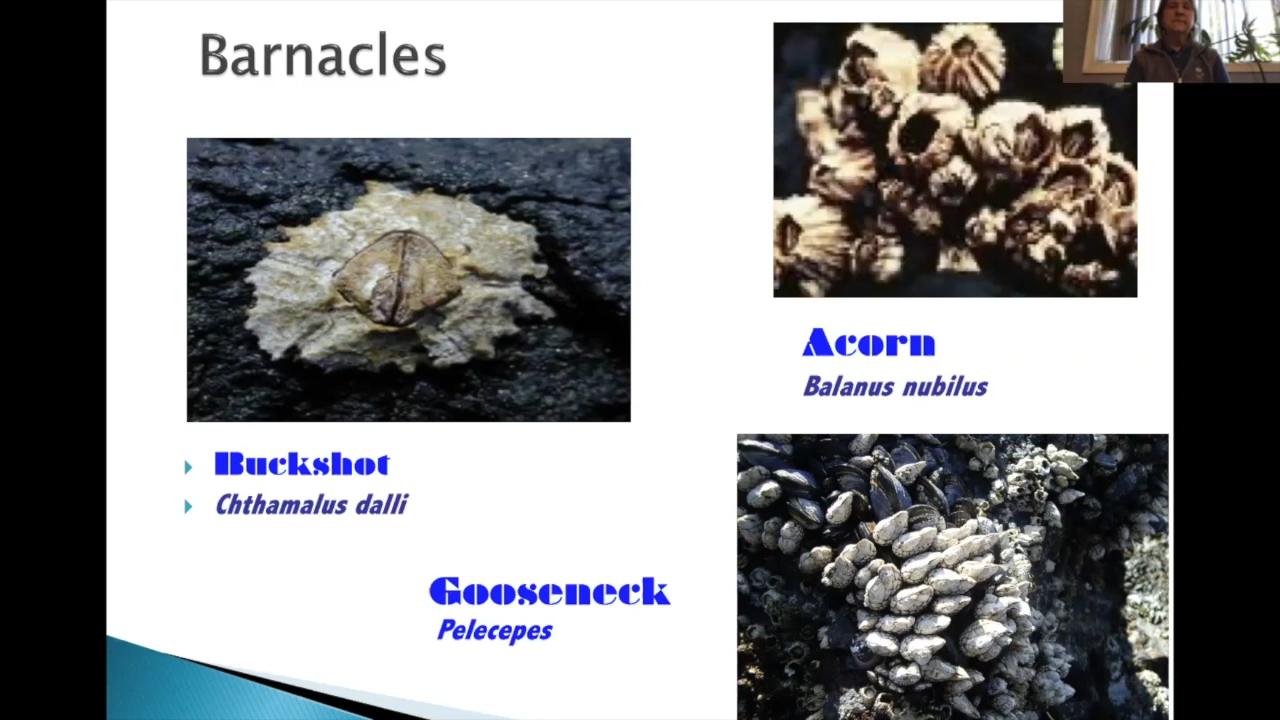 Barnacles
Acorn
Balanus nubilus
Buckshot
Chthamalus dalli
Gooseneck
Pelecepes